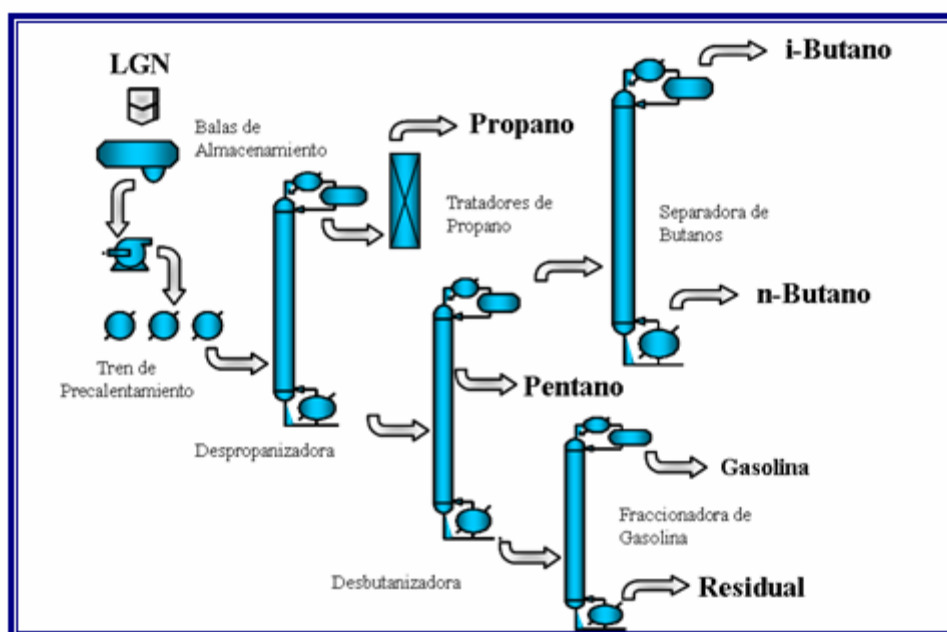 LGN
Balas de
Almacenamiento
Tren de
Precalentamiento
Despropanizadora
Propano
Tratadores de
Propano
Desbutanizadora
Pentano
i-Butano
Separadora de
Butanos
n-Butano
Gasolina
Fraccionadora de
Gasolina
Residual